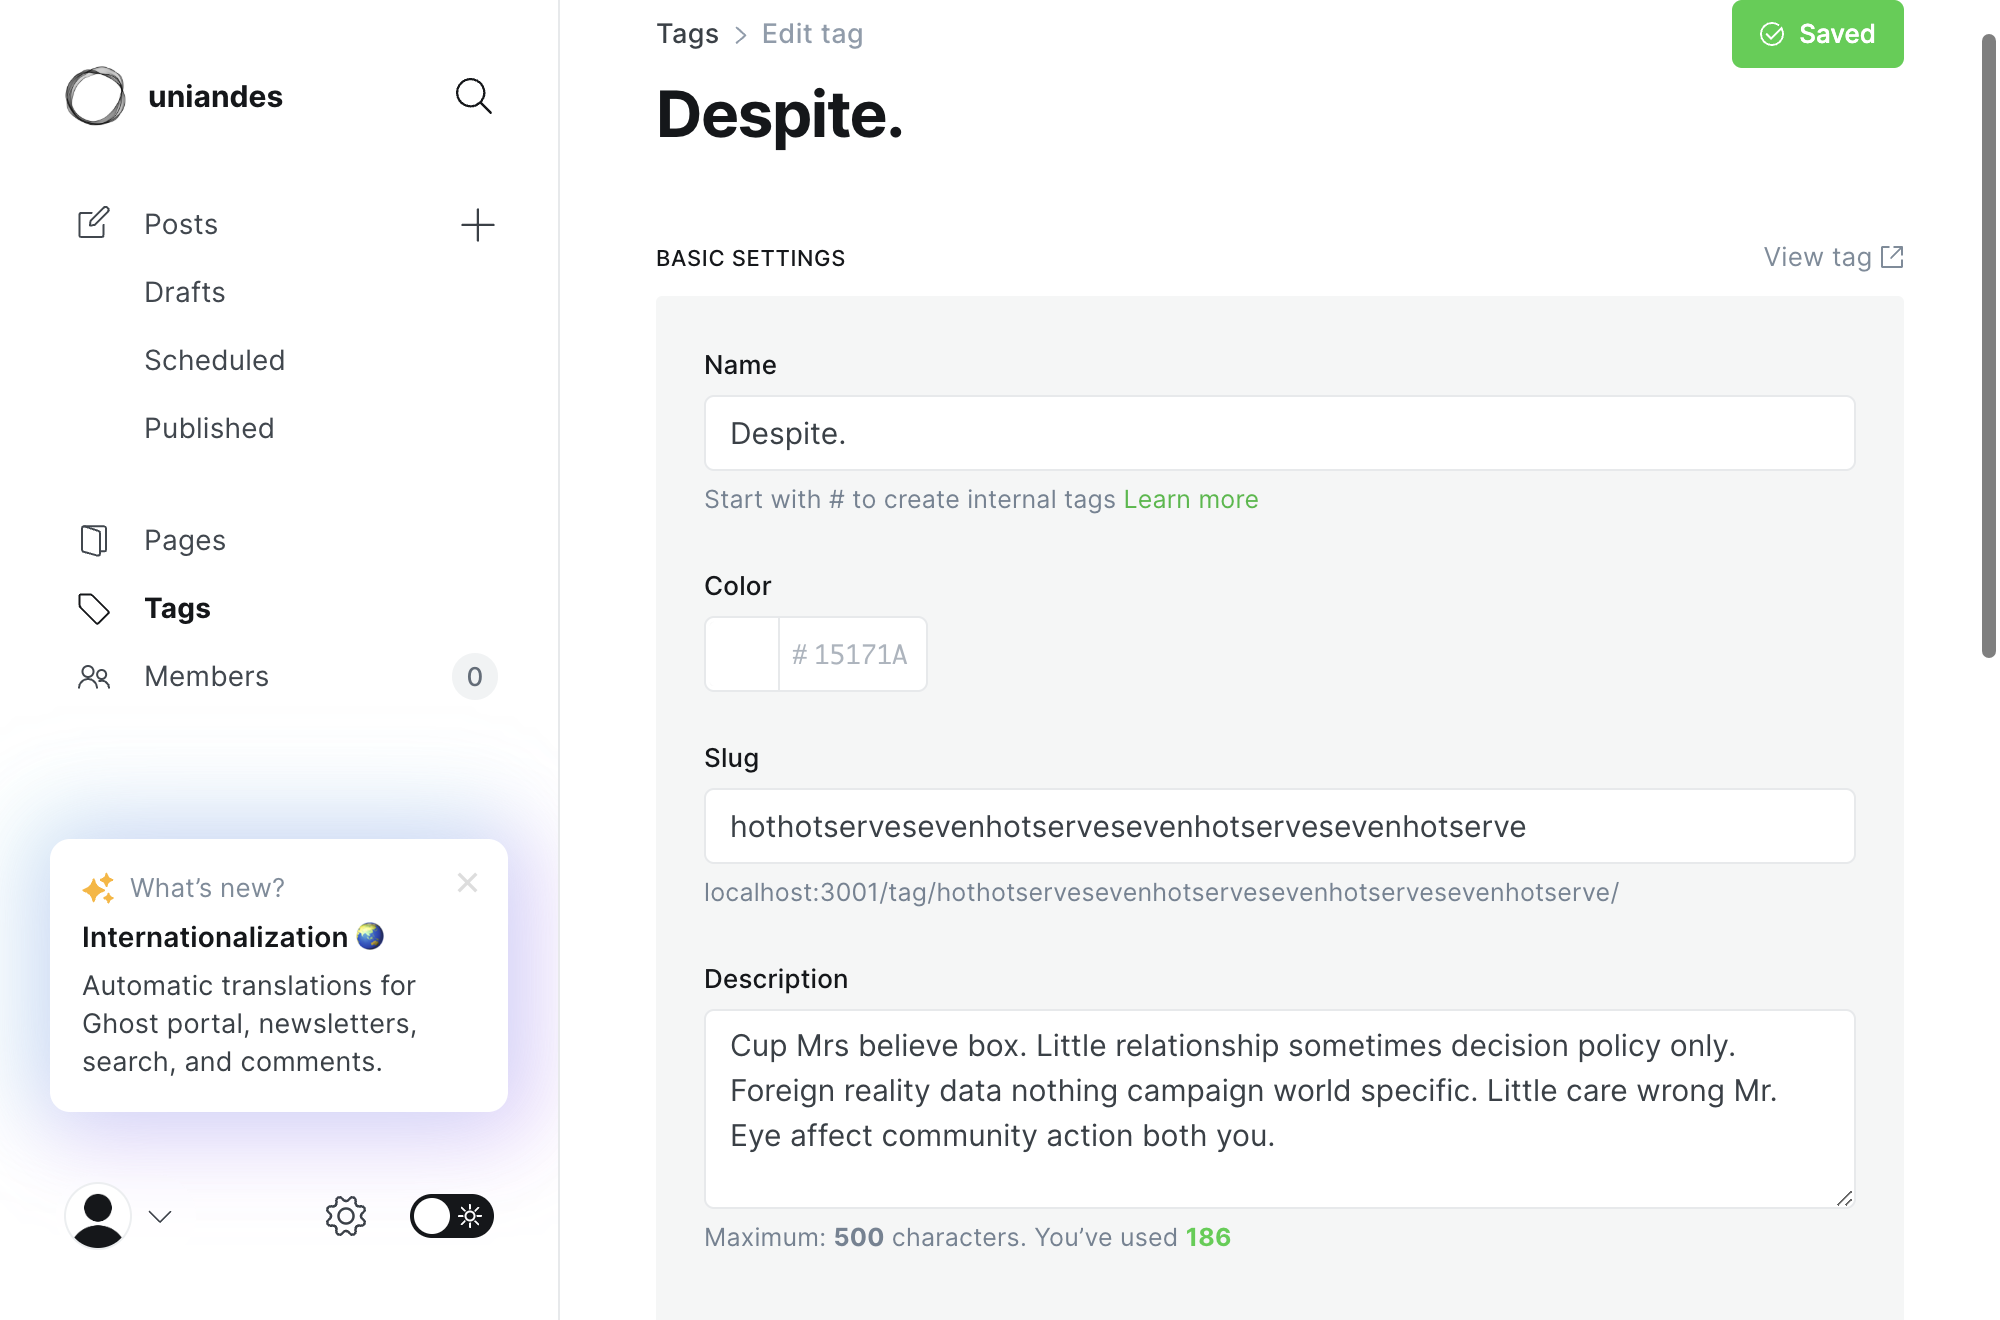 uniandes
Posts
Drafts
Scheduled
Published
Pages
Tags
Members
0
What’s new?
Internationalization
Automatic translations for
Ghost portal, newsletters,
search, and comments.
Tags > Edit tag
Saved
Despite.
BASIC SETTINGS
View tag
Name
Despite.
Start with # to create internal tags Learn more
Color
# 15171A
Slug
hothotservesevenhotservesevenhotservesevenhotserve
localhost:3001/tag/hothotservesevenhotservesevenhotservesevenhotserve/
Description
Cup Mrs believe box. Little relationship sometimes decision policy only.
Foreign reality data nothing campaign world specific. Little care wrong Mr.
Eye affect community action both you.
Maximum: 500 characters. You’ve used 186